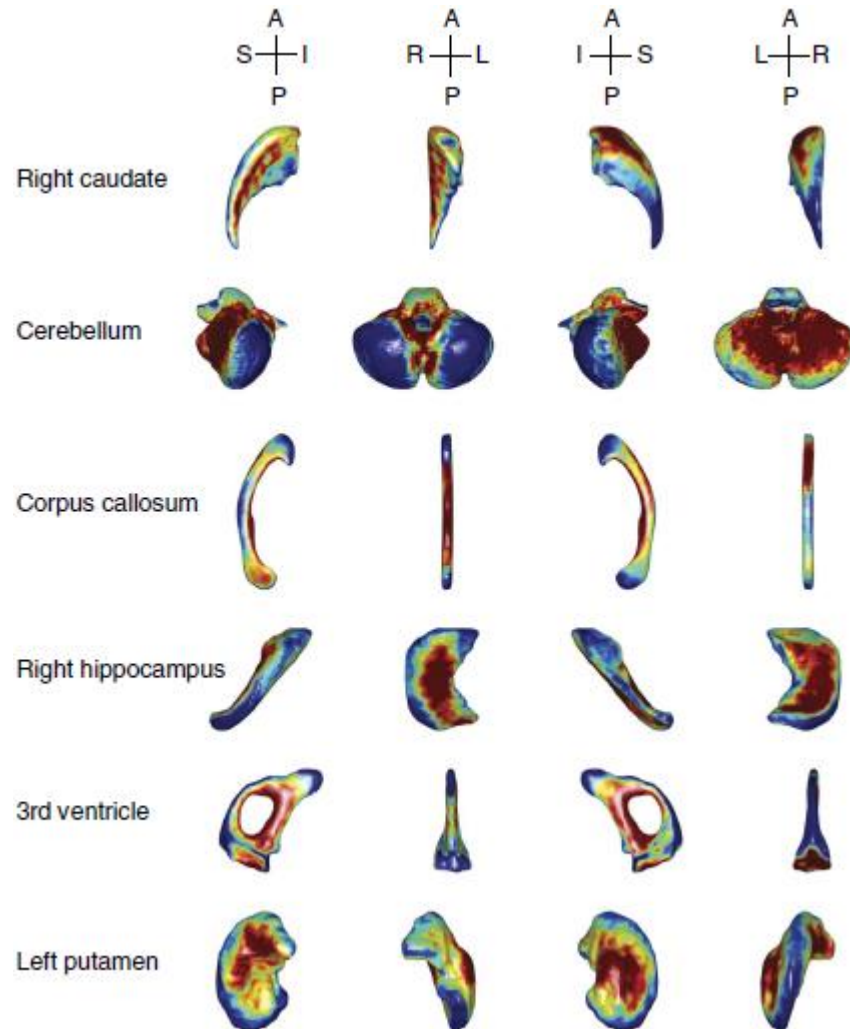 A A A A
S I R L I S L R
P P P P
Right caudate
Cerebellum
Corpus callosum
Right hippocampus
3rd ventricle
Left putamen